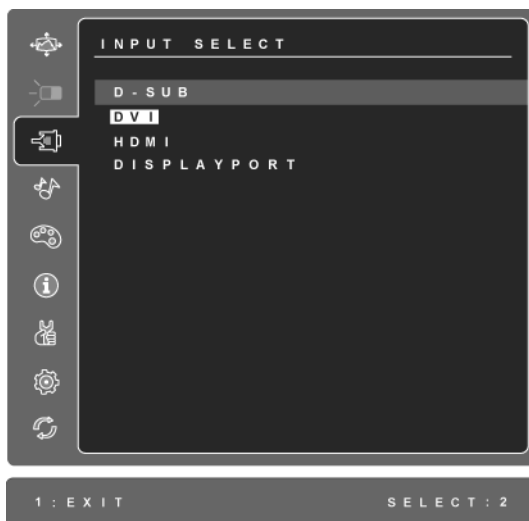 INPUT SELECT
D-SUB
DVI
HDMI
DISPLAYPORT
1:EXIT
SELECT:2